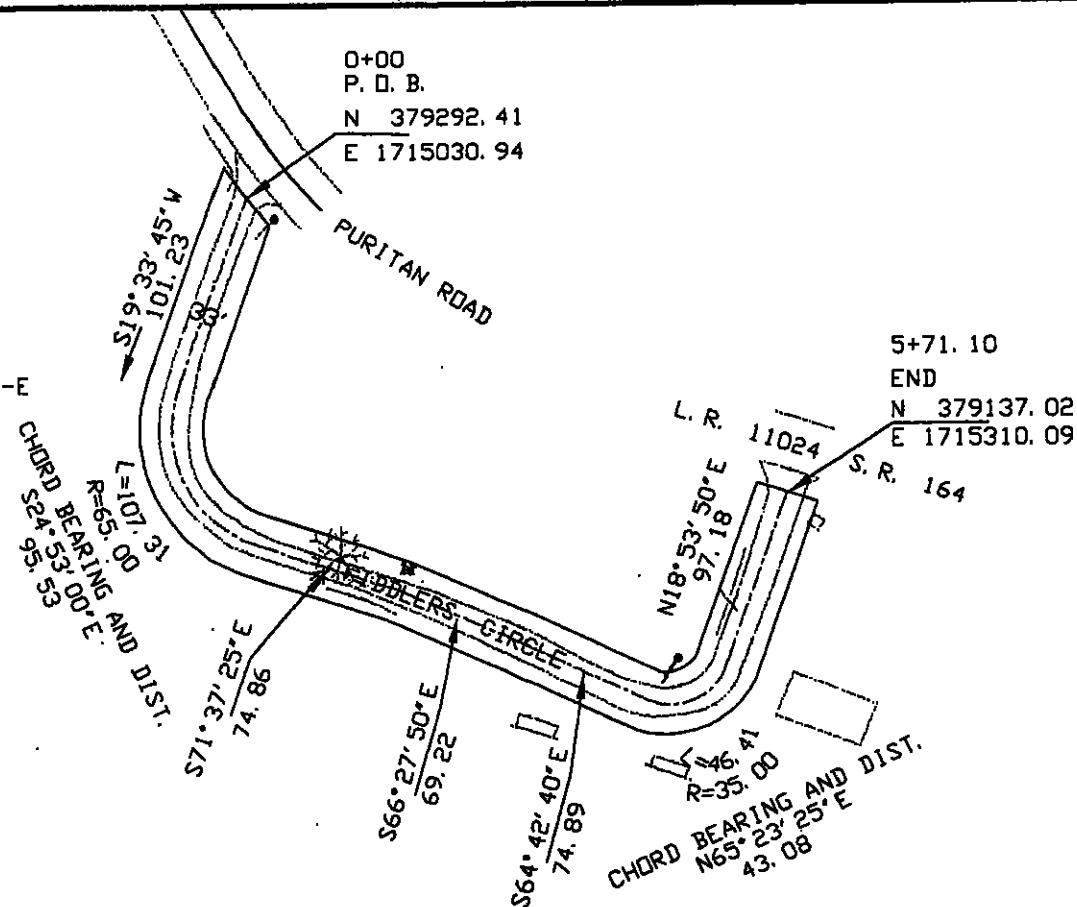 0+00
P. O. B.
N 379292. 41
E 1715030. 94
PURITAN ROAD
S19° 33' 45" W
101. 23
33'
-E
CHORD BEARING AND DIST.
S24° 53' 00" E
95. 53
L=107. 31
R=65. 00
S71° 37' 25" E
74. 86
FIDDLERS CIRCLE
S66° 27' 50" E
69. 22
S64° 42' 40" E
74. 89
L=46. 41
R=35. 00
CHORD BEARING AND DIST.
N65° 23' 25" E
43. 08
N18° 53' 50" E
97. 18
L. R. 11024
S. R. 164
5+71. 10
END
N 379137. 02
E 1715310. 09